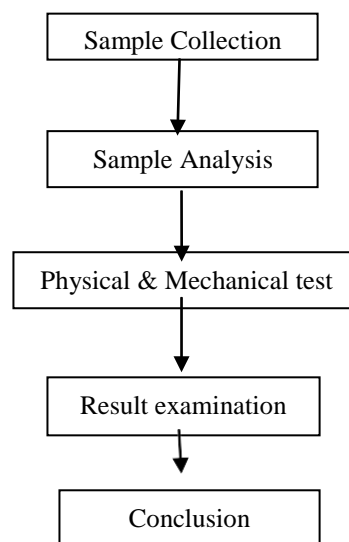 Sample Collection
Sample Analysis
Physical & Mechanical test
Result examination
Conclusion